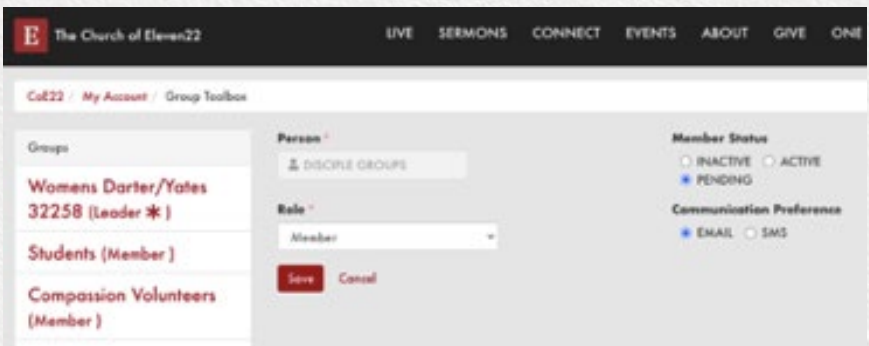 E The Church of Eleven22
LIVE SERMONS CONNECT EVENTS ABOUT GIVE ONE
CoE22 / My Account / Group Toolbox
Groups
Womens Darter/Yates
32258 (Leader * )
Students (Member )
Compassion Volunteers
(Member )
Person *
DISCIPLE GROUPS
Role *
Member
Save Cancel
Member Status
INACTIVE ACTIVE
PENDING
Communication Preference
EMAIL SMS